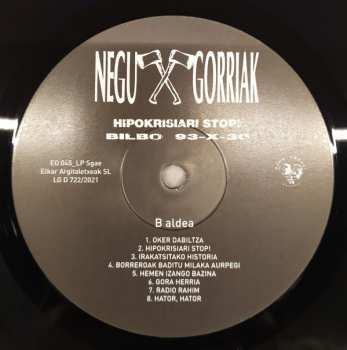 NEGU GORRIAK
HiPOKRiSiARi STOP!
BILBO 93-X-30
EO 045_LP Sgae
Elkar Argitaletxeak SL
LG D 722/2021
B aldea
1. OKER DABILTZA
2. HIPOKRISIARI STOP!
3. IRAKATSITAKO HISTORIA
4. BORREROAK BADITU MILAKA AURPEGI
5. HEMEN IZANGO BAZINA
6. GORA HERRIA
7. RADIO RAHIM
8. HATOR, HATOR